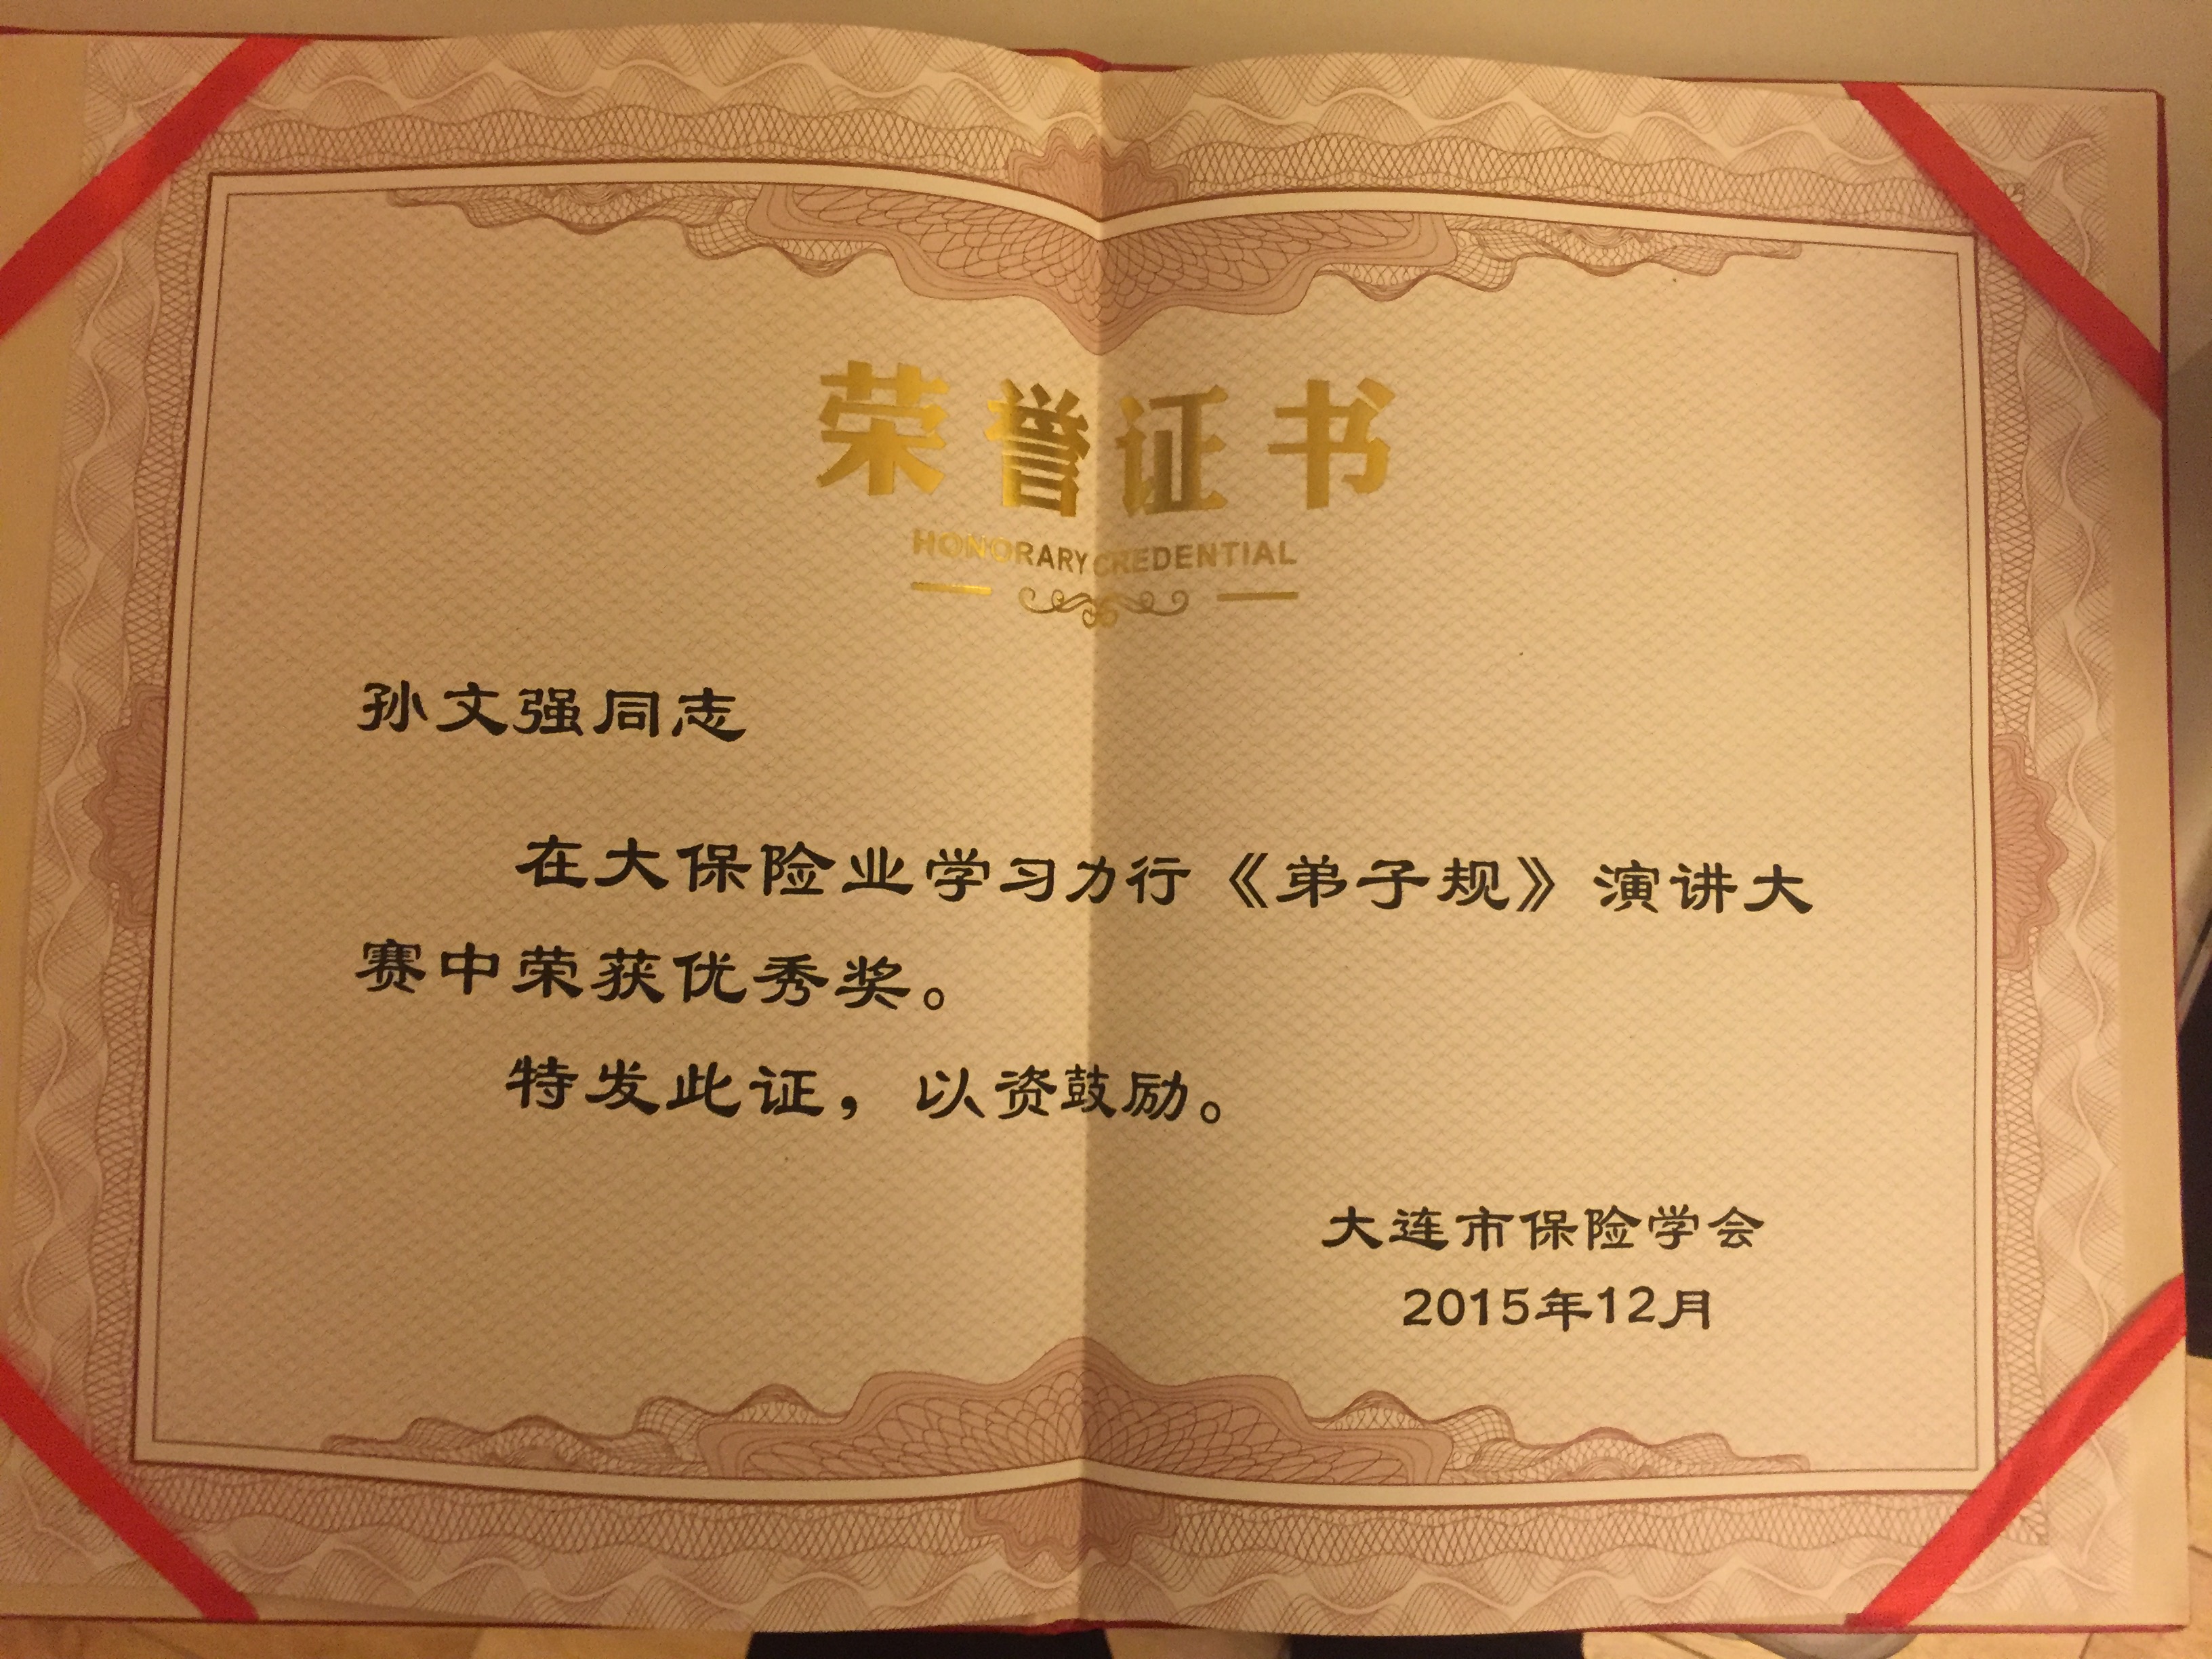 荣誉证书
HONORARY CREDENTIAL
孙文强同志
在大保险业学习力行《弟子规》演讲大
赛中荣获优秀奖。
特发此证，以资鼓励。
大连市保险学会
2015年12月